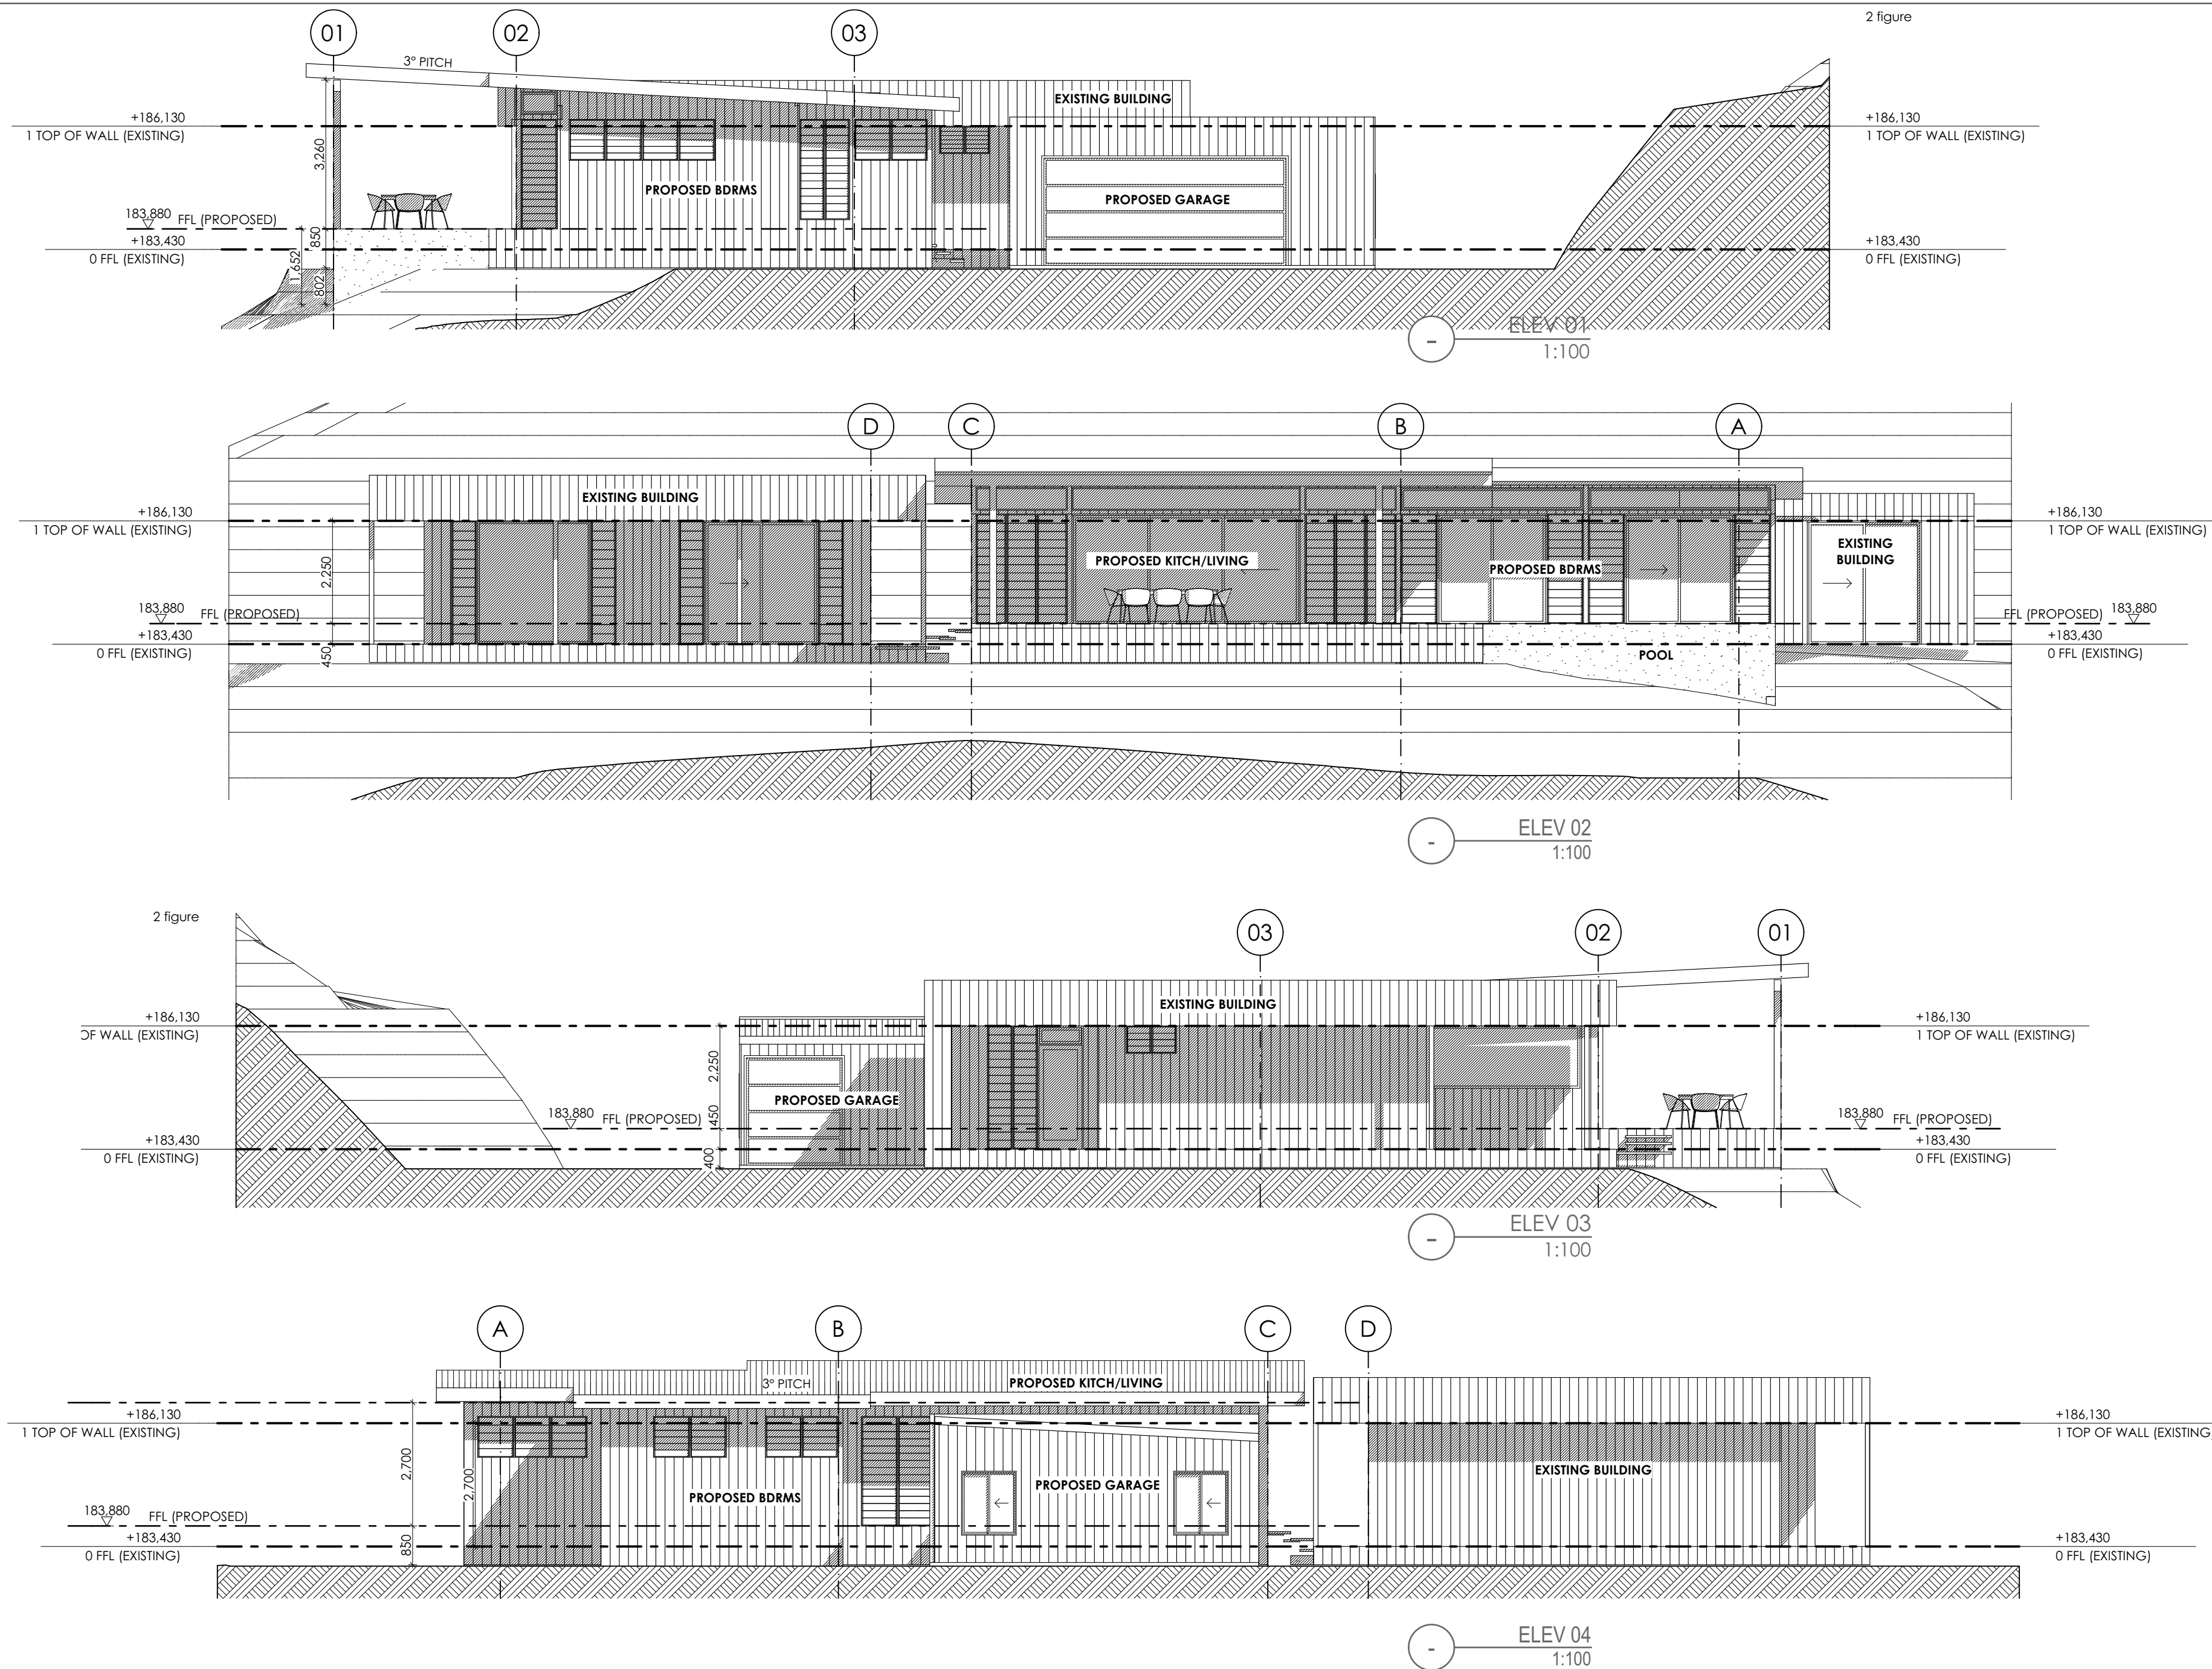 2 figure
01
02
03
3° PITCH
EXISTING BUILDING
+186,130
1 TOP OF WALL (EXISTING)
+186,130
1 TOP OF WALL (EXISTING)
3,260
PROPOSED BDRMS
PROPOSED GARAGE
183,880 FFL (PROPOSED)
850
+183,430
0 FFL (EXISTING)
+183,430
0 FFL (EXISTING)
1,652
802
-
ELEV 01
1:100
D
C
B
A
EXISTING BUILDING
+186,130
1 TOP OF WALL (EXISTING)
+186,130
1 TOP OF WALL (EXISTING)
2,250
PROPOSED KITCH/LIVING
PROPOSED BDRMS
EXISTING
BUILDING
183,880 FFL (PROPOSED)
FFL (PROPOSED) 183,880
+183,430
0 FFL (EXISTING)
450
POOL
+183,430
0 FFL (EXISTING)
-
ELEV 02
1:100
2 figure
03
02
01
EXISTING BUILDING
+186,130
OF WALL (EXISTING)
+186,130
1 TOP OF WALL (EXISTING)
2,250
PROPOSED GARAGE
183,880 FFL (PROPOSED)
450
183,880 FFL (PROPOSED)
+183,430
0 FFL (EXISTING)
400
+183,430
0 FFL (EXISTING)
-
ELEV 03
1:100
A
B
C
D
3° PITCH
PROPOSED KITCH/LIVING
+186,130
1 TOP OF WALL (EXISTING)
+186,130
1 TOP OF WALL (EXISTING
2,700
2,700
PROPOSED BDRMS
PROPOSED GARAGE
EXISTING BUILDING
183,880 FFL (PROPOSED)
+183,430
0 FFL (EXISTING)
850
+183,430
0 FFL (EXISTING)
-
ELEV 04
1:100